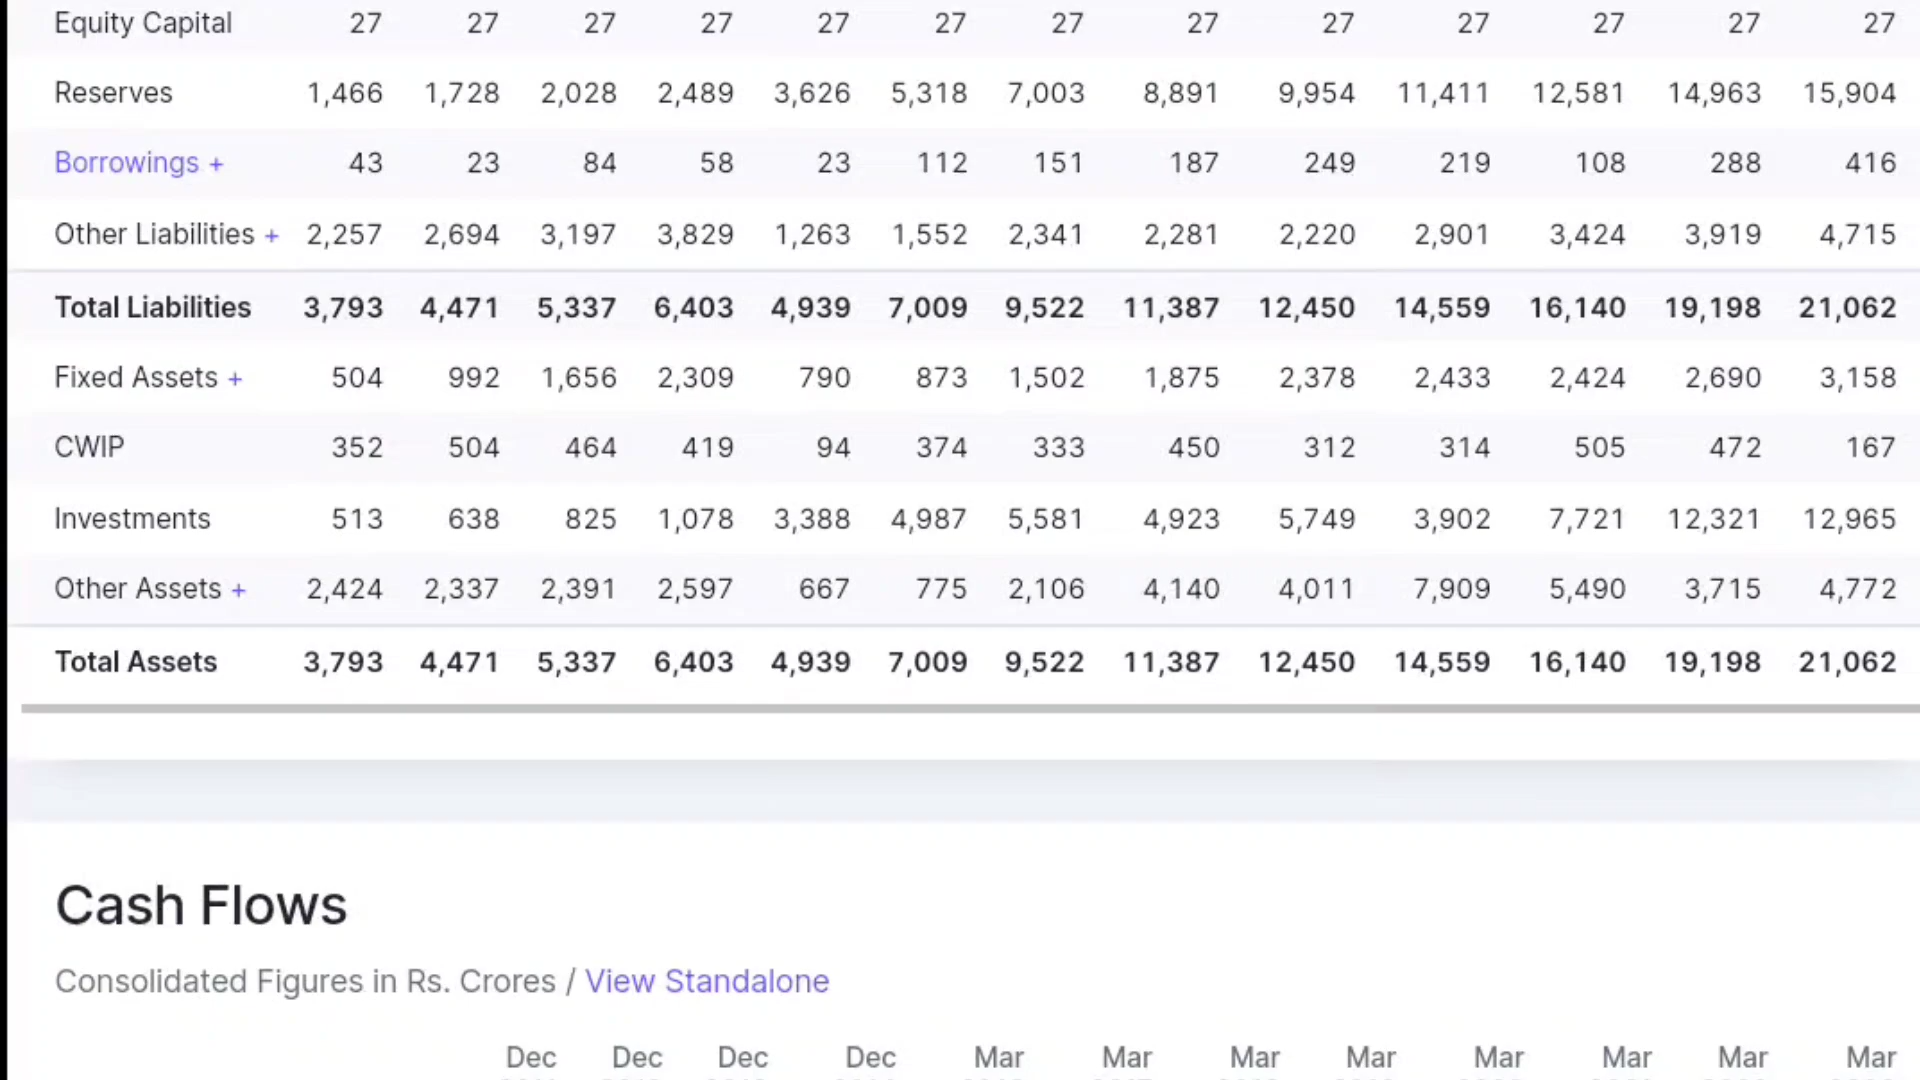 Equity Capital 27 27 27 27 27 27 27 27 27 27 27 27 27
Reserves 1,466 1,728 2,028 2,489 3,626 5,318 7,003 8,891 9,954 11,411 12,581 14,963 15,904
Borrowings + 43 23 84 58 23 112 151 187 249 219 108 288 416
Other Liabilities + 2,257 2,694 3,197 3,829 1,263 1,552 2,341 2,281 2,220 2,901 3,424 3,919 4,715
Total Liabilities 3,793 4,471 5,337 6,403 4,939 7,009 9,522 11,387 12,450 14,559 16,140 19,198 21,062
Fixed Assets + 504 992 1,656 2,309 790 873 1,502 1,875 2,378 2,433 2,424 2,690 3,158
CWIP 352 504 464 419 94 374 333 450 312 314 505 472 167
Investments 513 638 825 1,078 3,388 4,987 5,581 4,923 5,749 3,902 7,721 12,321 12,965
Other Assets + 2,424 2,337 2,391 2,597 667 775 2,106 4,140 4,011 7,909 5,490 3,715 4,772
Total Assets 3,793 4,471 5,337 6,403 4,939 7,009 9,522 11,387 12,450 14,559 16,140 19,198 21,062
Cash Flows
Consolidated Figures in Rs. Crores / View Standalone
Dec Dec Dec Dec Mar Mar Mar Mar Mar Mar Mar Mar